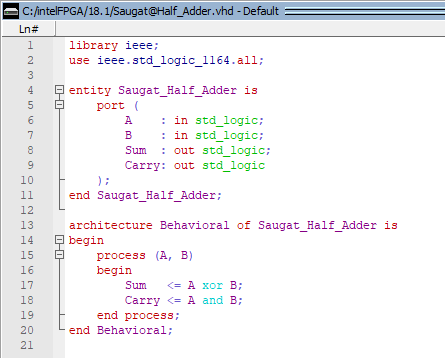 C:/intelFPGA/18.1/Saugat@Half_Adder.vhd - Default
Ln#
1 library ieee;
2 use ieee.std_logic_1164.all;
3
4 entity Saugat_Half_Adder is
5 port (
6 A : in std_logic;
7 B : in std_logic;
8 Sum : out std_logic;
9 Carry: out std_logic
10 );
11 end Saugat_Half_Adder;
12
13 architecture Behavioral of Saugat_Half_Adder is
14 begin
15 process (A, B)
16 begin
17 Sum <= A xor B;
18 Carry <= A and B;
19 end process;
20 end Behavioral;
21